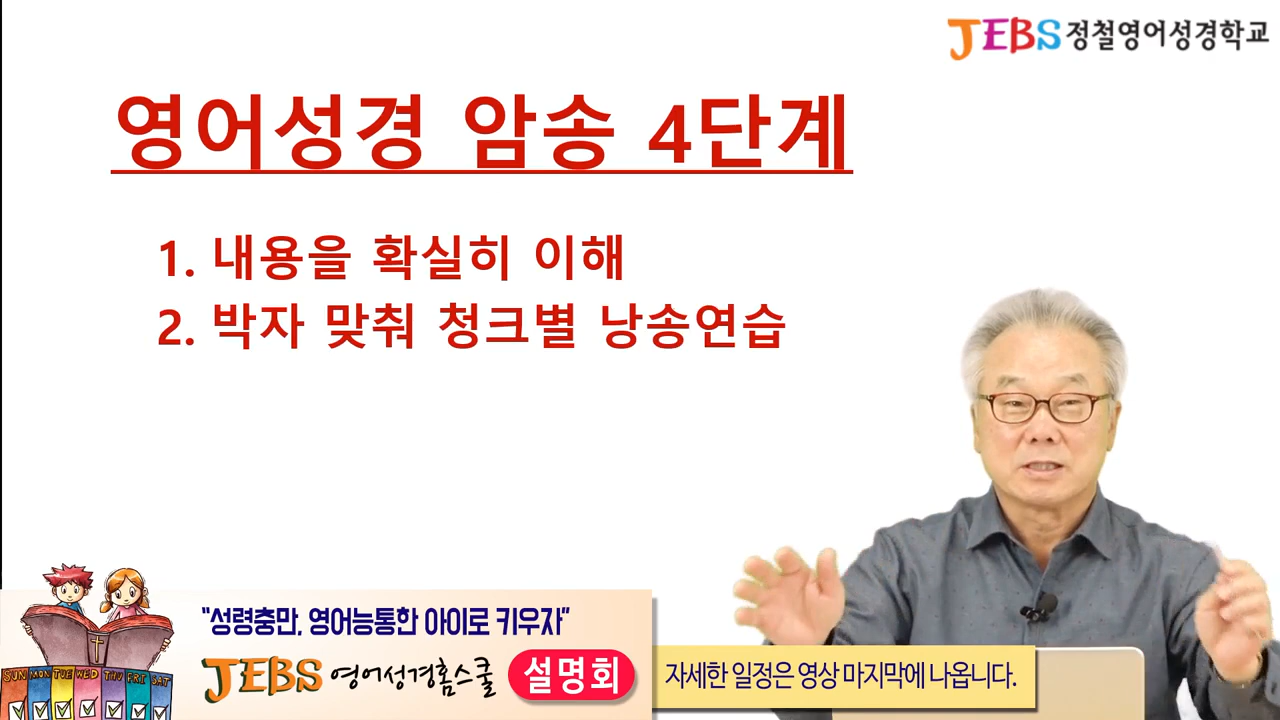 JEBS 정철영어성경학교
영어성경 암송 4단계
1. 내용을 확실히 이해
2. 박자 맞춰 청크별 낭송연습
"성령충만, 영어능통한 아이로 키우자"
JEBS 영어성경홈스쿨 설명회
자세한 일정은 영상 마지막에 나옵니다.
SUN MON TUE WED THU FRI SAT